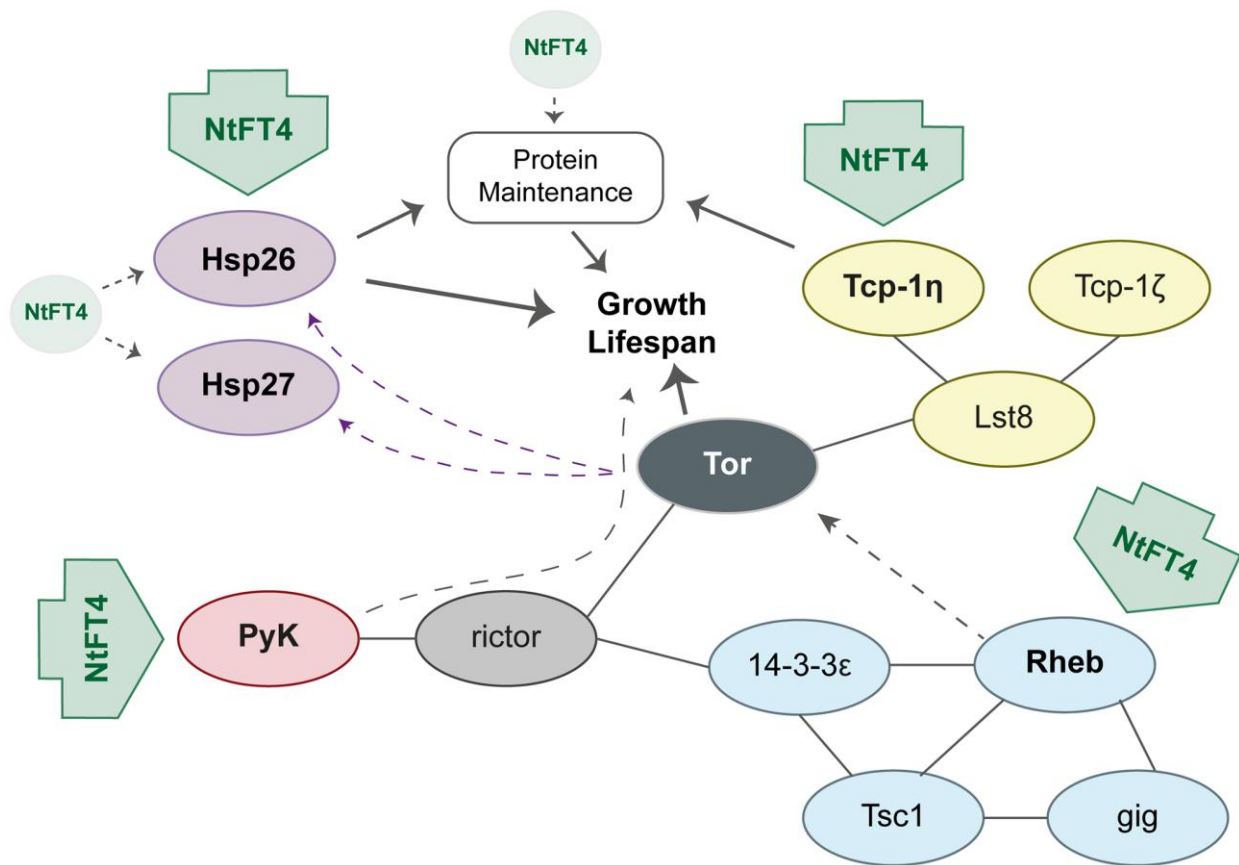 NtFT4
NtFT4
NtFT4
Protein
Maintenance
Hsp26
Tcp-1η
Tcp-1ζ
NtFT4
Growth
Lifespan
Hsp27
Lst8
Tor
NtFT4
NtFT4
PyK
rictor
14-3-3ε
Rheb
Tsc1
gig